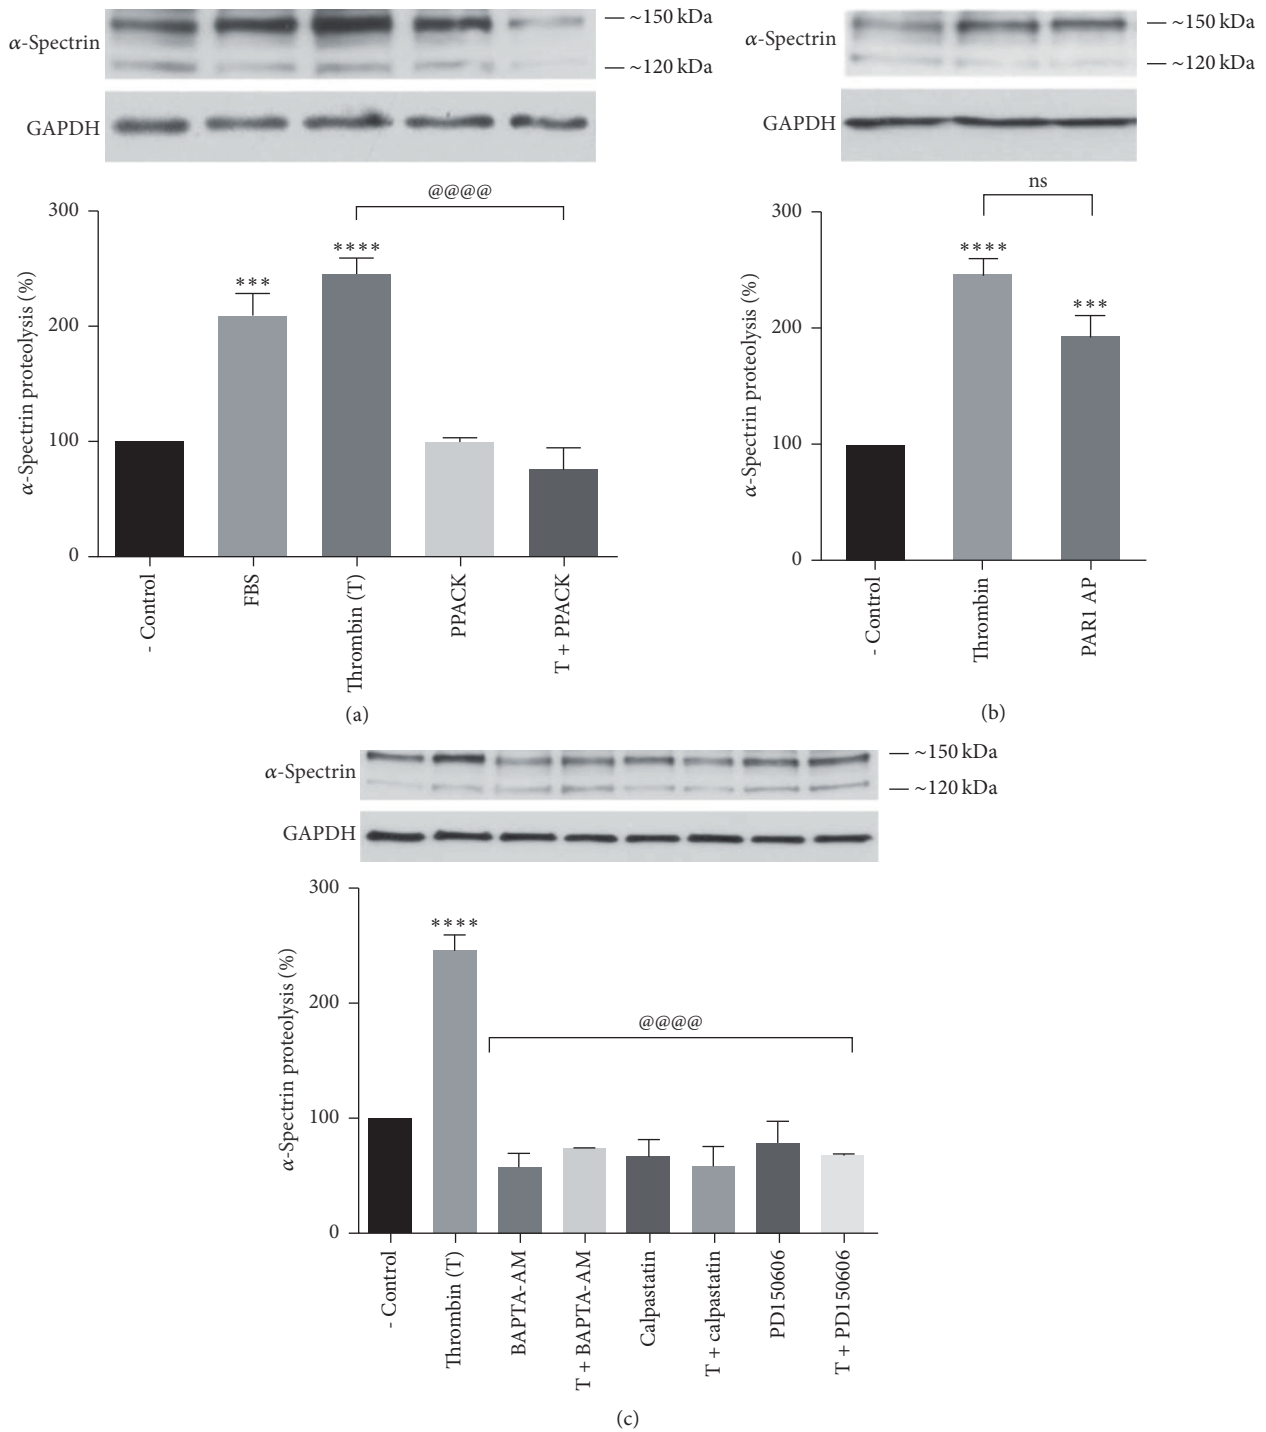 α-Spectrin
~150 kDa
~120 kDa
GAPDH
@@@@
300
200
100
0
α-Spectrin proteolysis (%)
***
****
- Control
FBS
Thrombin (T)
PPACK
T + PPACK
(a)
α-Spectrin
~150 kDa
~120 kDa
GAPDH
ns
300
200
100
0
α-Spectrin proteolysis (%)
****
***
- Control
Thrombin
PAR1 AP
(b)
α-Spectrin
~150 kDa
~120 kDa
GAPDH
300
200
100
0
α-Spectrin proteolysis (%)
****
@@@@
- Control
Thrombin (T)
BAPTA-AM
T + BAPTA-AM
Calpastatin
T + calpastatin
PD150606
T + PD150606
(c)